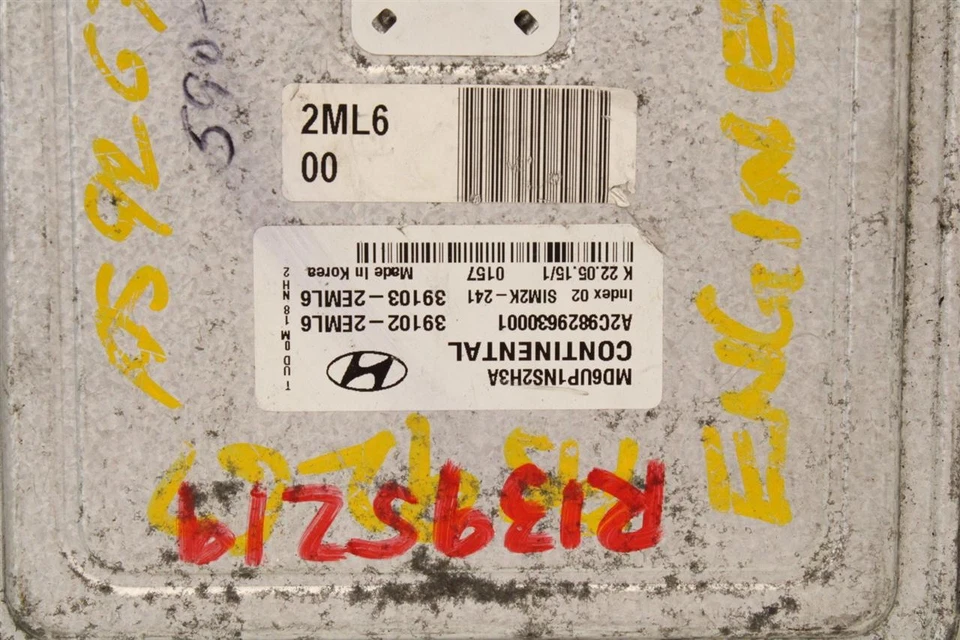 2ML6
00
MD6UP1NS2H3A
CONTINENTAL
A2C9829630001 39102-2EML6
Index 02 SIM2K-241 39103-2EML6
K 22.05.15/1 0157 Made In Korea
R1395219
ENGINE